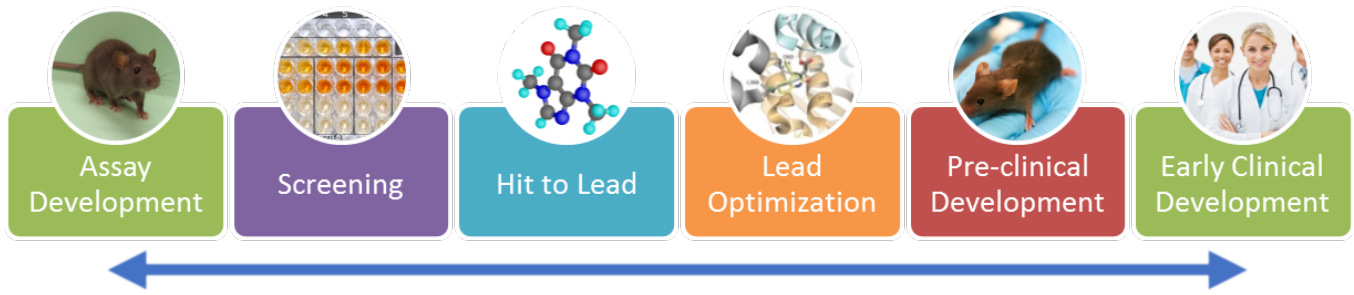 Assay
Development
Screening
Hit to Lead
Lead
Optimization
Pre-clinical
Development
Early Clinical
Development